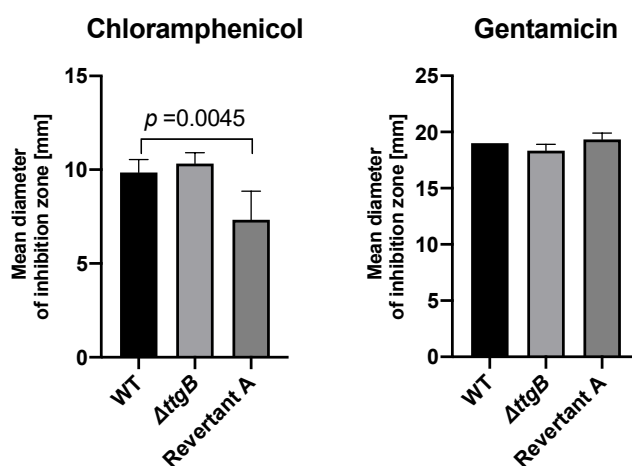 Chloramphenicol
Mean diameter
of inhibition zone [mm]
15
10
5
0
p =0.0045
WT
ΔttgB
Revertant A
Gentamicin
Mean diameter
of inhibition zone [mm]
25
20
15
10
5
0
WT
ΔttgB
Revertant A